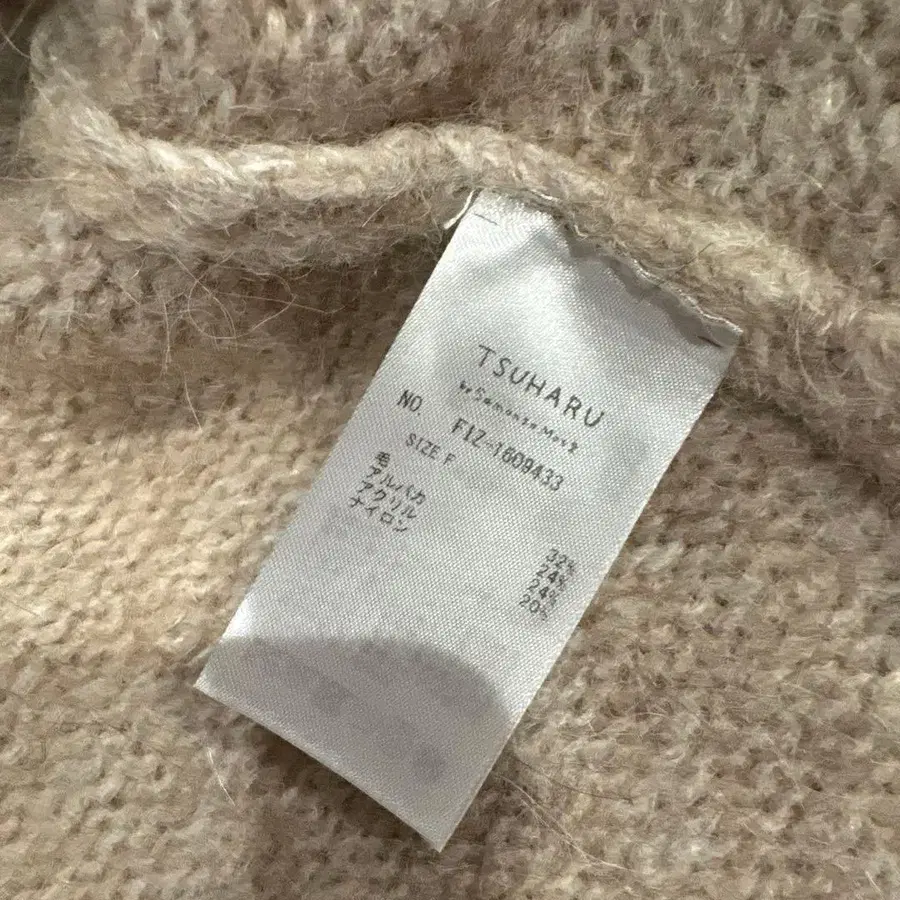 TSUHARU
by Samansa Mos2
NO. FIZ-1609433
SIZE F
毛 32%
アルパカ 24%
アクリル 24%
ナイロン 20%